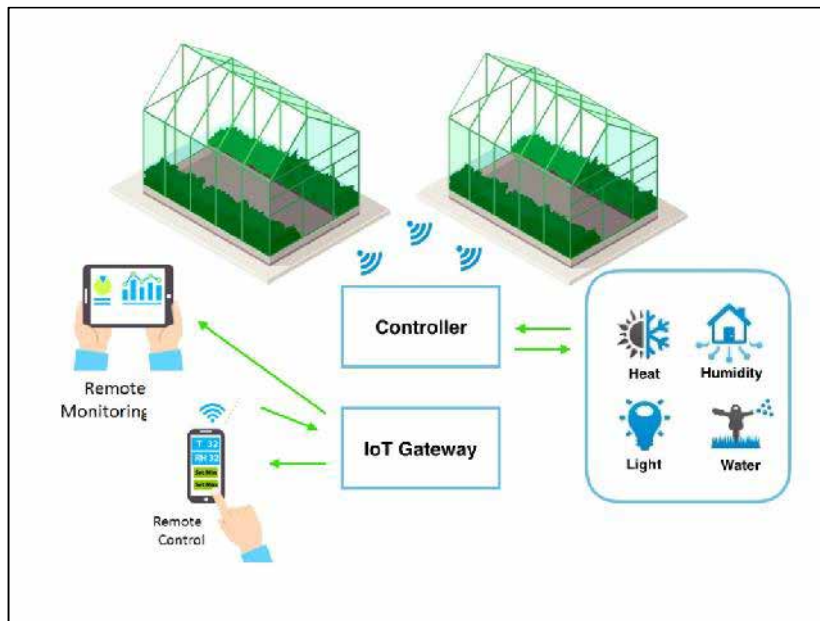 Controller
Heat
Humidity
Remote
Monitoring
IoT Gateway
T 32
RH 32
Light
Water
Remote
Control